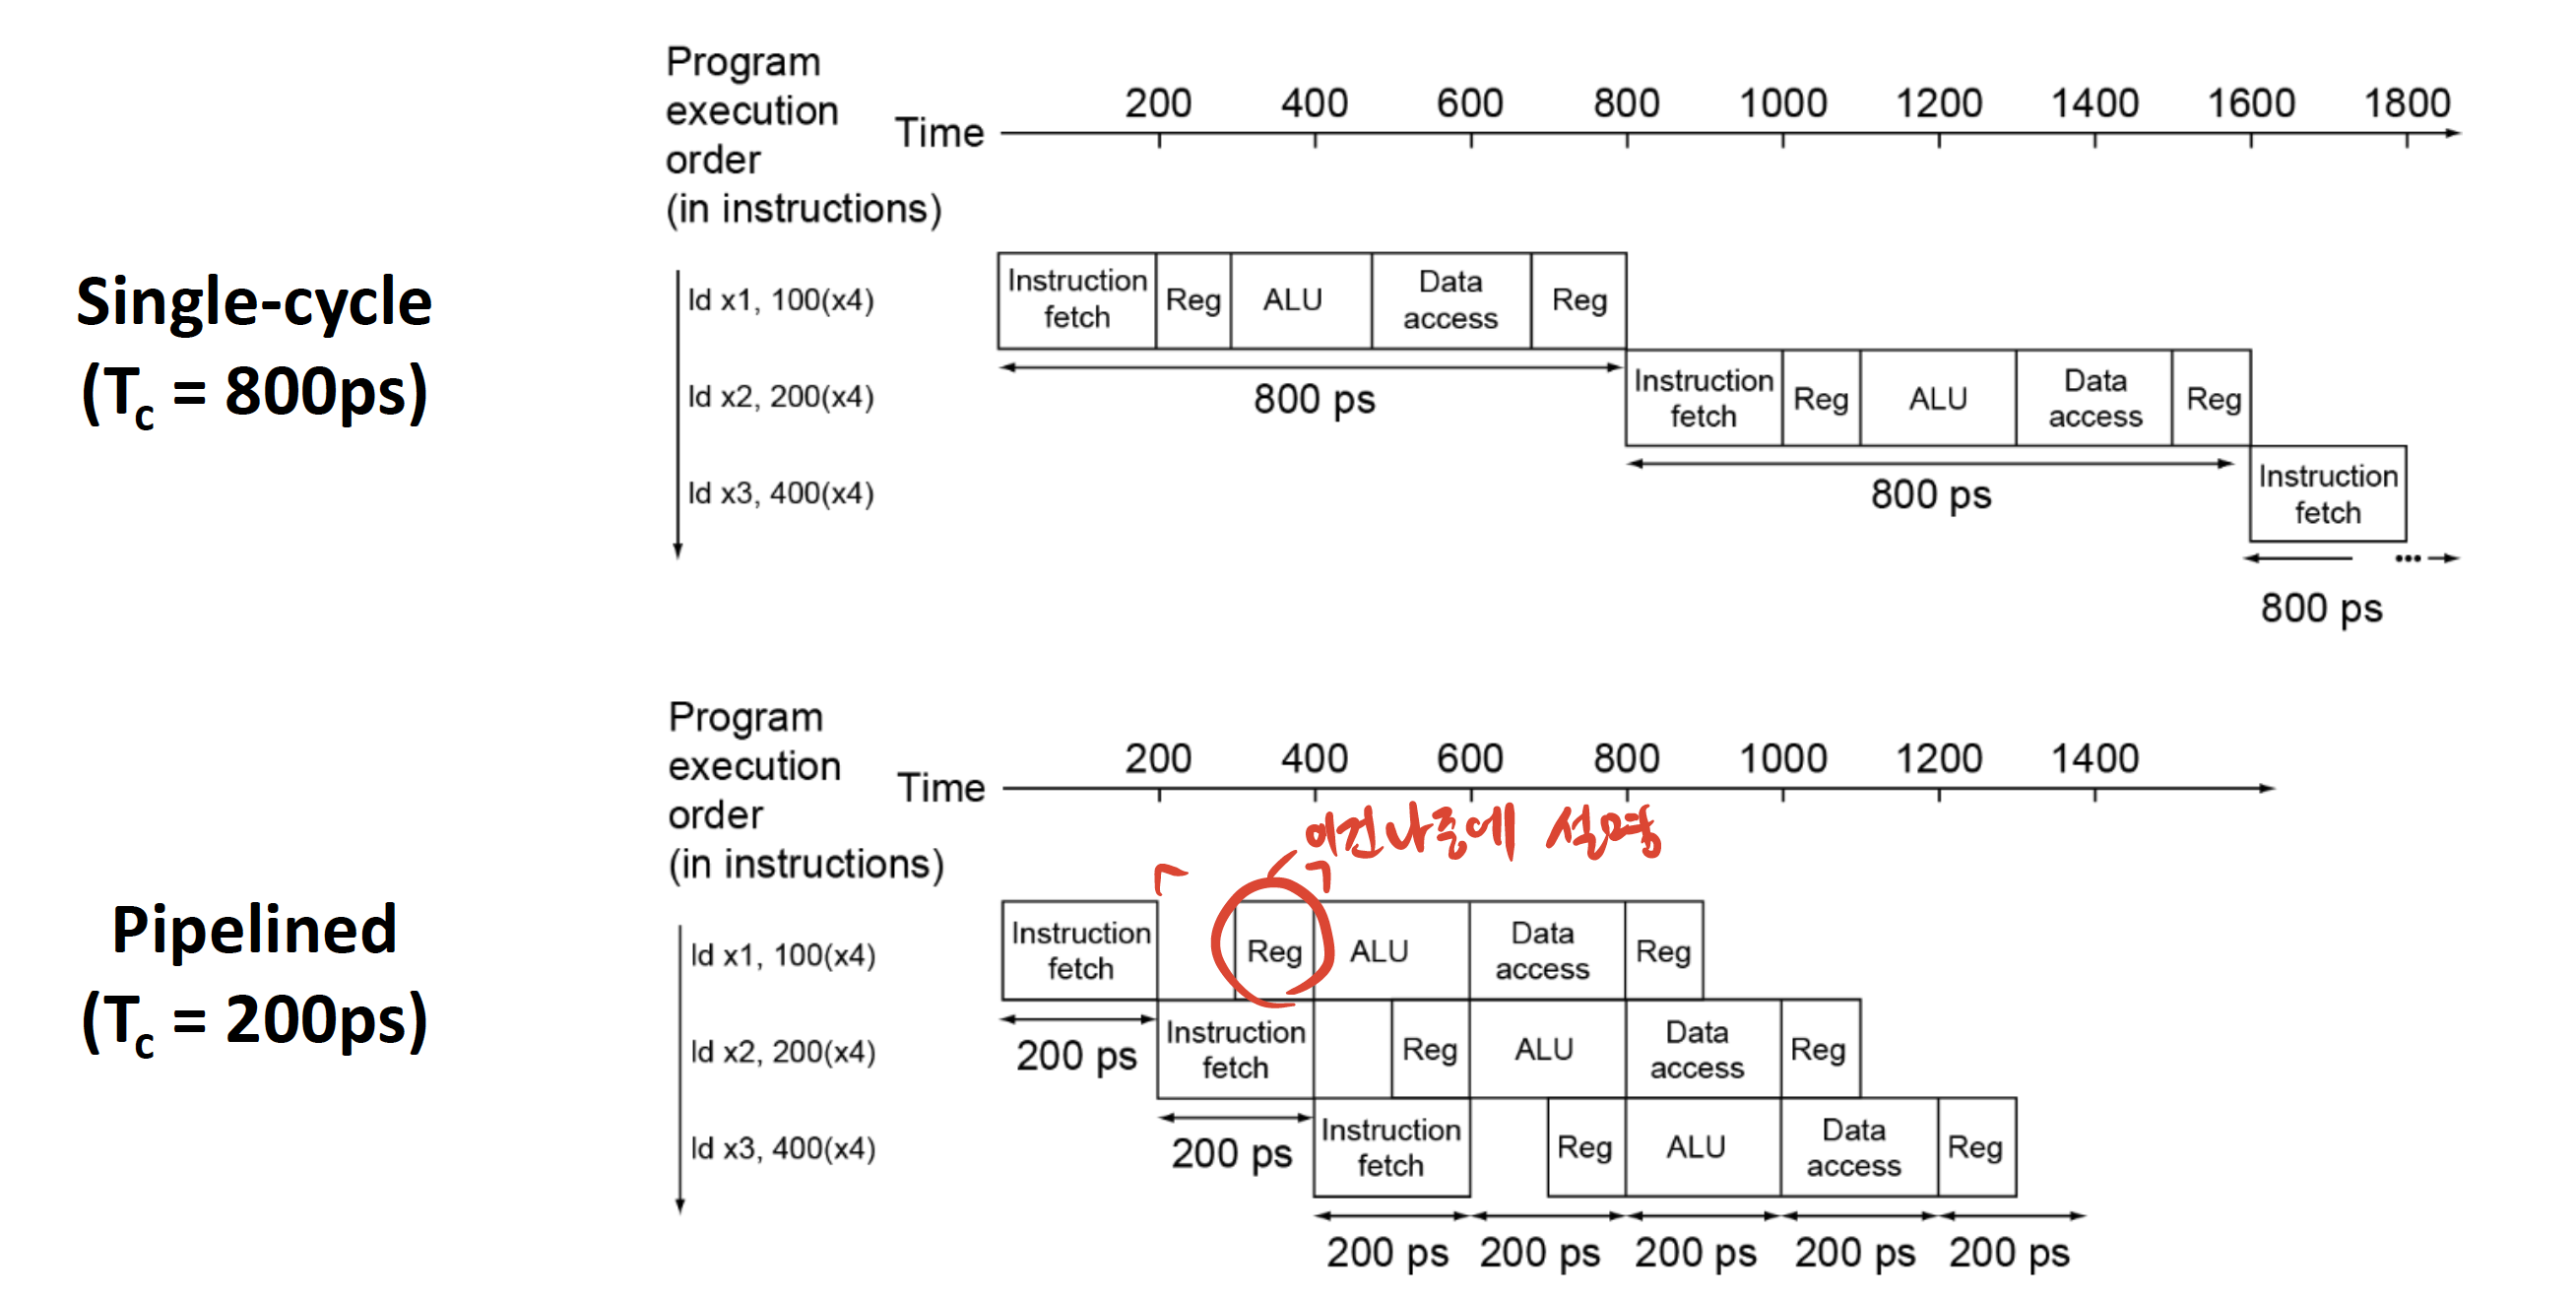 Program
execution
order
(in instructions)
Time
200 400 600 800 1000 1200 1400 1600 1800
Single-cycle
(Tc = 800ps)
ld x1, 100(x4)
Instruction fetch Reg ALU Data access Reg
800 ps
ld x2, 200(x4)
Instruction fetch Reg ALU Data access Reg
800 ps
ld x3, 400(x4)
Instruction fetch
...
800 ps
Program
execution
order
(in instructions)
Time
200 400 600 800 1000 1200 1400
이건 나중에 설명
Pipelined
(Tc = 200ps)
ld x1, 100(x4)
Instruction fetch Reg ALU Data access Reg
200 ps
ld x2, 200(x4)
Instruction fetch Reg ALU Data access Reg
200 ps
ld x3, 400(x4)
Instruction fetch Reg ALU Data access Reg
200 ps 200 ps 200 ps 200 ps 200 ps